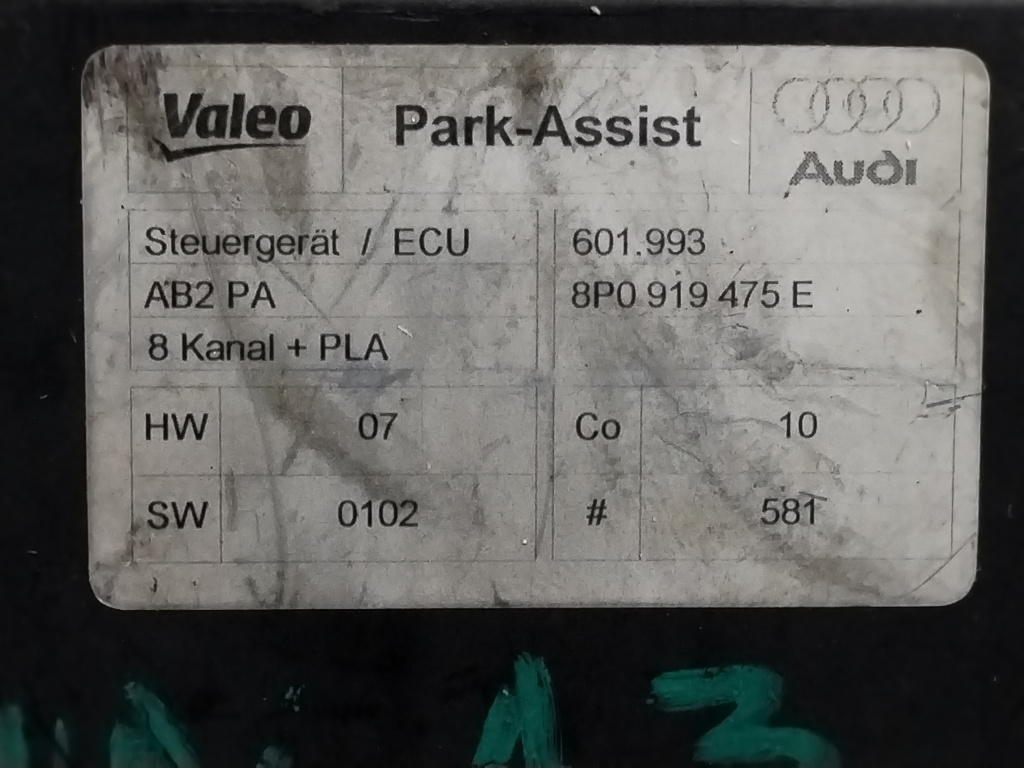 Valeo
Park-Assist
Audi
Steuergerät / ECU
601.993
AB2 PA
8P0 919 475 E
8 Kanal + PLA
HW 07
Co 10
SW 0102
# 581